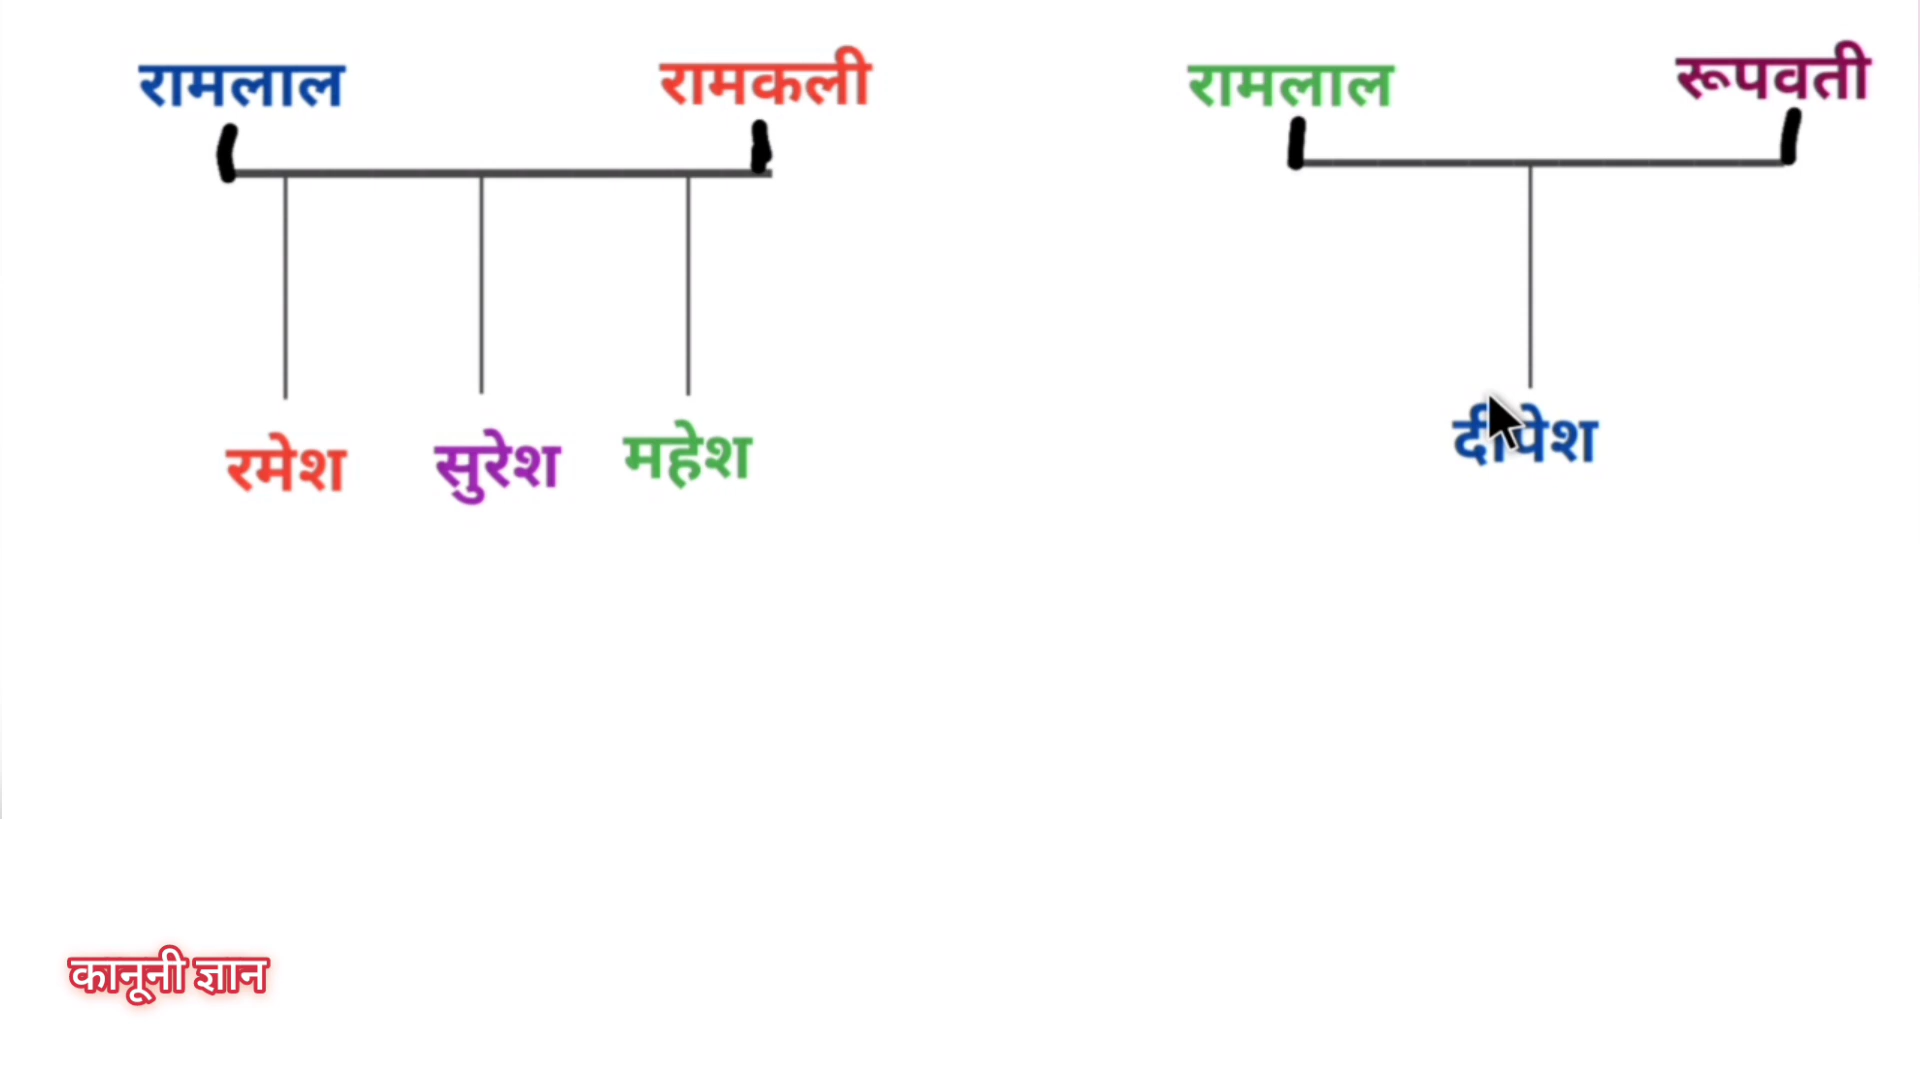 रामलाल रामकली रामलाल रूपवती
रमेश सुरेश महेश दीपेश
कानूनी ज्ञान